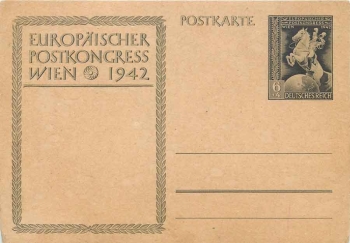 POSTKARTE
EUROPÄISCHER
POSTKONGRESS
WIEN 1942
6
DEUTSCHES REICH